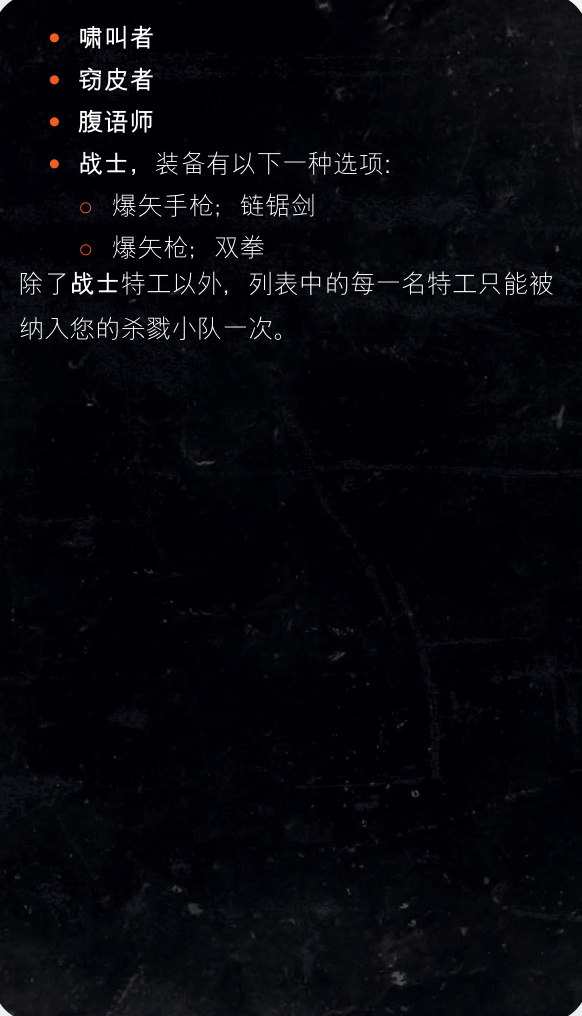 啸叫者
窃皮者
腹语师
战士，装备有以下一种选项:
爆矢手枪；链锯剑
爆矢枪；双拳
除了战士特工以外，列表中的每一名特工只能被
纳入您的杀戮小队一次。